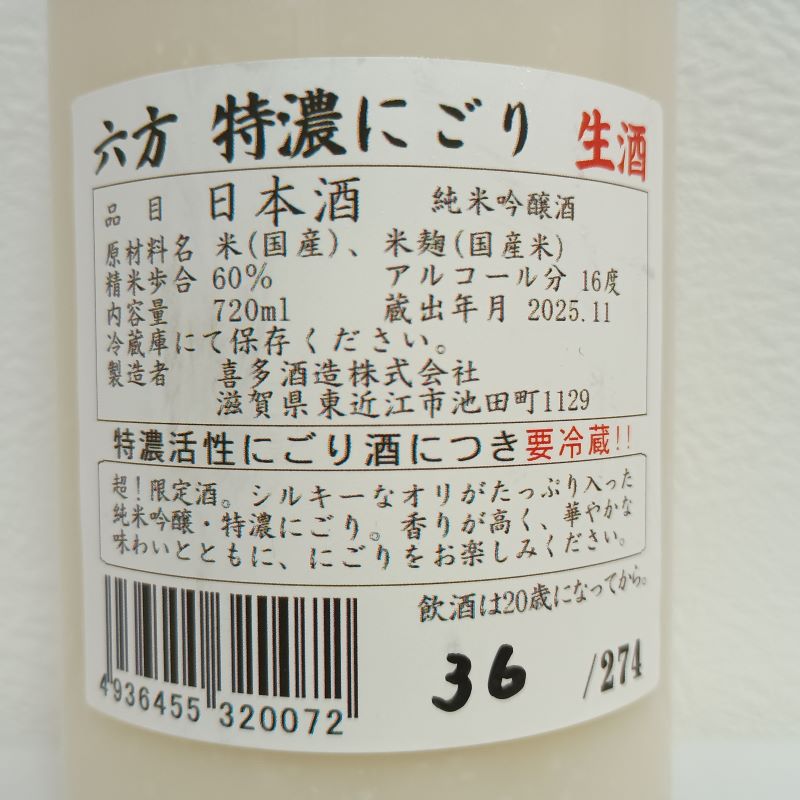 六方 特濃にごり 生酒
品目 日本酒 純米吟醸酒
原材料名 米(国産)、米麹(国産米)
精米歩合 60% アルコール分 16度
内容量 720ml 蔵出年月 2025.11
冷蔵庫にて保存ください。
製造者 喜多酒造株式会社
滋賀県東近江市池田町1129
特濃活性にごり酒につき要冷蔵!!
超!限定酒。シルキーなオリがたっぷり入った
純米吟醸・特濃にごり。香りが高く、華やかな
味わいとともに、にごりをお楽しみください。
飲酒は20歳になってから。
36 /274
4936455 320072